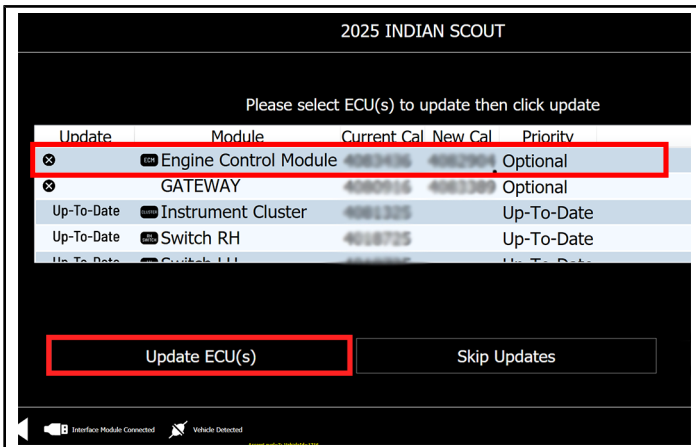 2025 INDIAN SCOUT
Please select ECU(s) to update then click update
Update Module Current Cal New Cal Priority
ECM Engine Control Module Optional
GATEWAY Optional
Up-To-Date CLUSTER Instrument Cluster Up-To-Date
Up-To-Date RH SWITCH Switch RH Up-To-Date
Update ECU(s) Skip Updates
Interface Module Connected Vehicle Detected